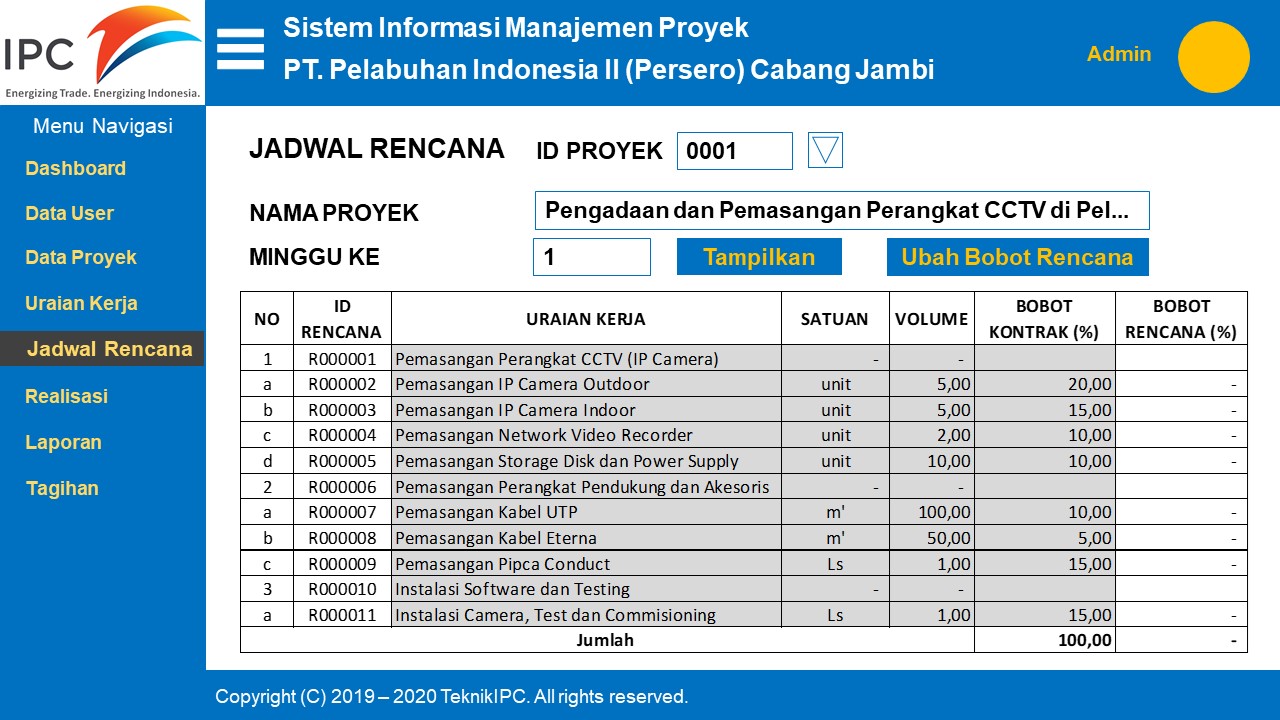 IPC
Energizing Trade. Energizing Indonesia.
Sistem Informasi Manajemen Proyek
PT. Pelabuhan Indonesia II (Persero) Cabang Jambi
Admin
Menu Navigasi
Dashboard
Data User
Data Proyek
Uraian Kerja
Jadwal Rencana
Realisasi
Laporan
Tagihan
JADWAL RENCANA ID PROYEK 0001
NAMA PROYEK Pengadaan dan Pemasangan Perangkat CCTV di Pel...
MINGGU KE 1 Tampilkan Ubah Bobot Rencana
NO ID RENCANA URAIAN KERJA SATUAN VOLUME BOBOT KONTRAK (%) BOBOT RENCANA (%)
1 R000001 Pemasangan Perangkat CCTV (IP Camera) - -
a R000002 Pemasangan IP Camera Outdoor unit 5,00 20,00 -
b R000003 Pemasangan IP Camera Indoor unit 5,00 15,00 -
c R000004 Pemasangan Network Video Recorder unit 2,00 10,00 -
d R000005 Pemasangan Storage Disk dan Power Supply unit 10,00 10,00 -
2 R000006 Pemasangan Perangkat Pendukung dan Akesoris - -
a R000007 Pemasangan Kabel UTP m' 100,00 10,00 -
b R000008 Pemasangan Kabel Eterna m' 50,00 5,00 -
c R000009 Pemasangan Pipca Conduct Ls 1,00 15,00 -
3 R000010 Instalasi Software dan Testing - -
a R000011 Instalasi Camera, Test dan Commisioning Ls 1,00 15,00 -
Jumlah 100,00 -
Copyright (C) 2019 – 2020 TeknikIPC. All rights reserved.